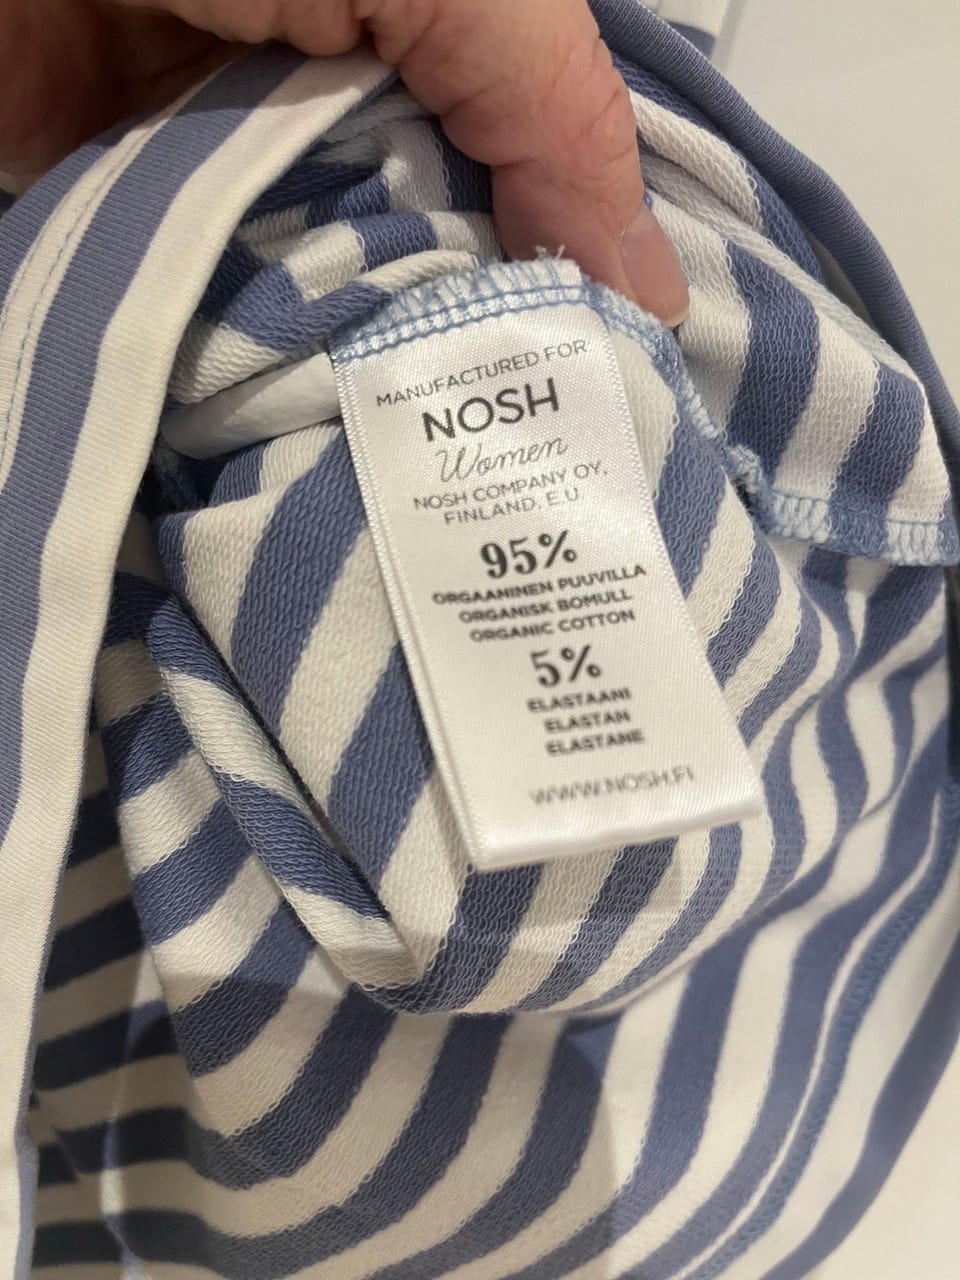 MANUFACTURED FOR
NOSH
Women
NOSH COMPANY OY,
FINLAND, E.U
95%
ORGAANINEN PUUVILLA
ORGANISK BOMULL
ORGANIC COTTON
5%
ELASTAANI
ELASTAN
ELASTANE
WWW.NOSH.FI